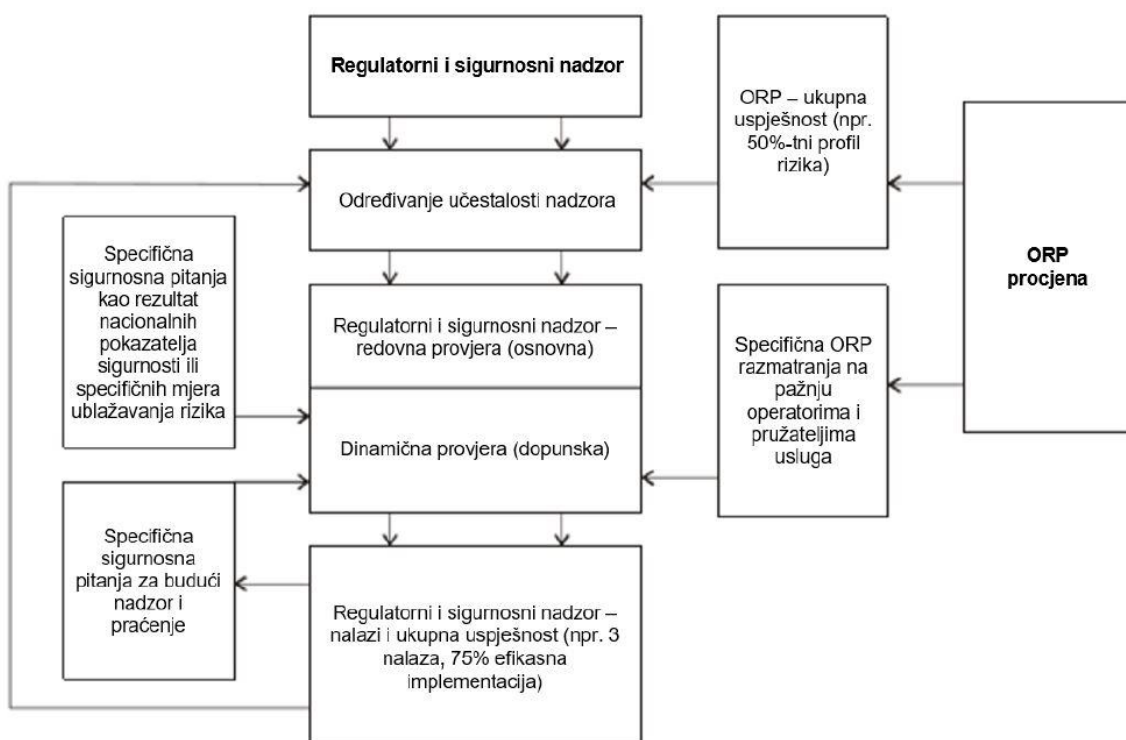 Regulatorni i sigurnosni nadzor
ORP – ukupna
uspješnost (npr.
50%-tni profil
rizika)
Određivanje učestalosti nadzora
ORP
procjena
Specifična
sigurnosna pitanja
kao rezultat
nacionalnih
pokazatelja
sigurnosti ili
specifičnih mjera
ublažavanja rizika
Regulatorni i sigurnosni nadzor –
redovna provjera (osnovna)
Specifična ORP
razmatranja na
pažnju
operatorima i
pružateljima
usluga
Dinamična provjera (dopunska)
Specifična
sigurnosna
pitanja za budući
nadzor i
praćenje
Regulatorni i sigurnosni nadzor –
nalazi i ukupna uspješnost (npr. 3
nalaza, 75% efikasna
implementacija)